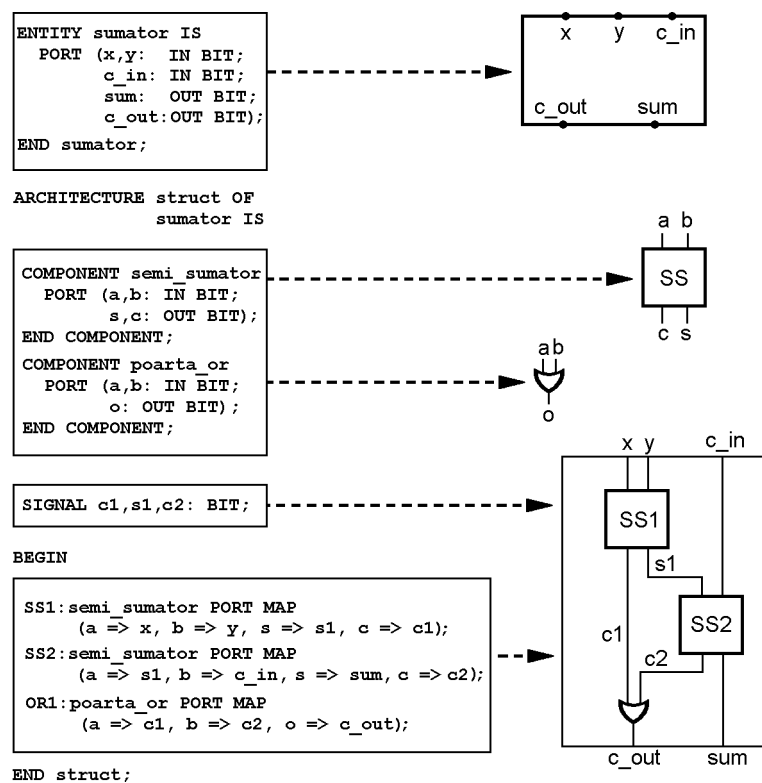 ENTITY sumator IS
PORT (x,y: IN BIT;
c_in: IN BIT;
sum: OUT BIT;
c_out:OUT BIT);
END sumator;
x y c_in
c_out sum
ARCHITECTURE struct OF
sumator IS
COMPONENT semi_sumator
PORT (a,b: IN BIT;
s,c: OUT BIT);
END COMPONENT;
COMPONENT poarta_or
PORT (a,b: IN BIT;
o: OUT BIT);
END COMPONENT;
a b
SS
c s
a b
o
SIGNAL c1,s1,c2: BIT;
BEGIN
SS1:semi_sumator PORT MAP
(a => x, b => y, s => s1, c => c1);
SS2:semi_sumator PORT MAP
(a => s1, b => c_in, s => sum, c => c2);
OR1:poarta_or PORT MAP
(a => c1, b => c2, o => c_out);
END struct;
x y c_in
SS1
s1
SS2
c1
c2
c_out sum